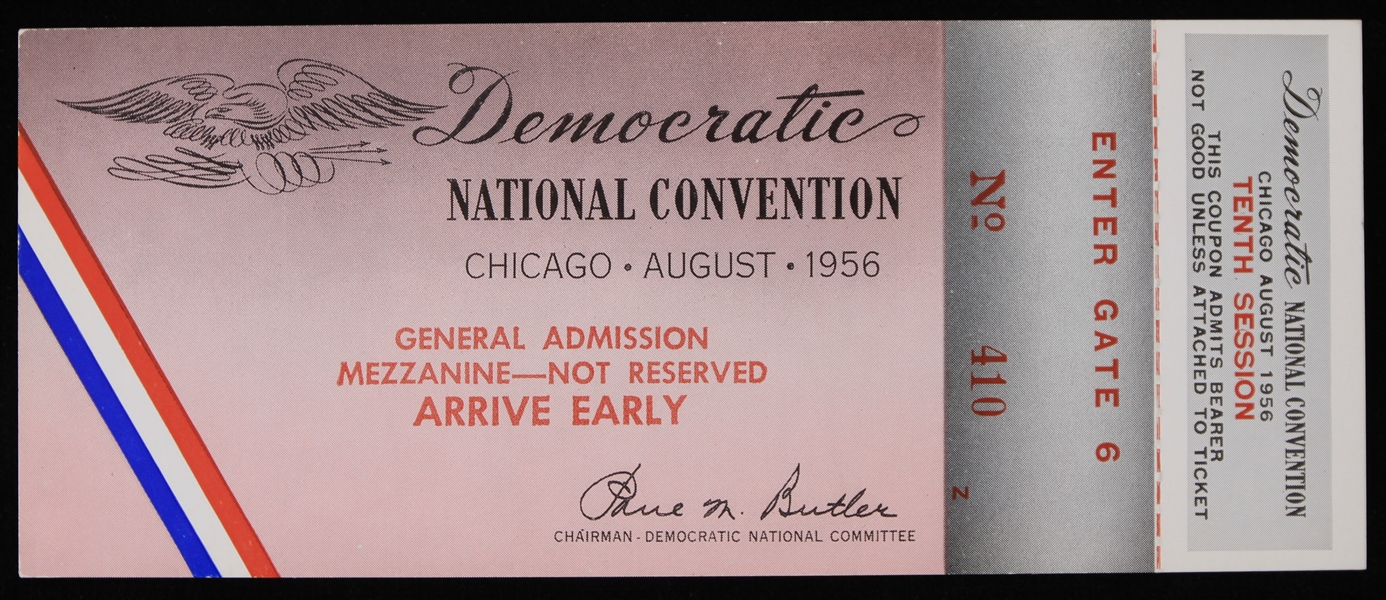 Democratic
NATIONAL CONVENTION
CHICAGO • AUGUST • 1956
GENERAL ADMISSION
MEZZANINE—NOT RESERVED
ARRIVE EARLY
Paul M. Butler
CHAIRMAN - DEMOCRATIC NATIONAL COMMITTEE
ENTER GATE 6
No 410
Z
Democratic NATIONAL CONVENTION
CHICAGO AUGUST 1956
TENTH SESSION
THIS COUPON ADMITS BEARER
NOT GOOD UNLESS ATTACHED TO TICKET